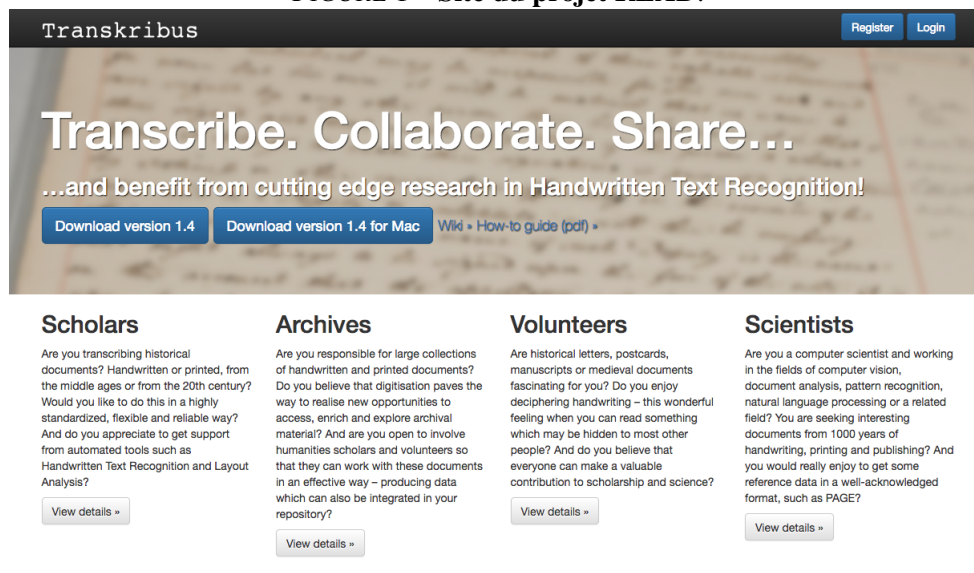 FIGURE 1 – Site du projet READ.
Transkribus
Register Login
Transcribe. Collaborate. Share...
...and benefit from cutting edge research in Handwritten Text Recognition!
Download version 1.4 Download version 1.4 for Mac Wiki » How-to guide (pdf) »
Scholars
Are you transcribing historical
documents? Handwritten or printed, from
the middle ages or from the 20th century?
Would you like to do this in a highly
standardized, flexible and reliable way?
And do you appreciate to get support
from automated tools such as
Handwritten Text Recognition and Layout
Analysis?
View details »
Archives
Are you responsible for large collections
of handwritten and printed documents?
Do you believe that digitisation paves the
way to realise new opportunities to
access, enrich and explore archival
material? And are you open to involve
humanities scholars and volunteers so
that they can work with these documents
in an effective way – producing data
which can also be integrated in your
repository?
View details »
Volunteers
Are historical letters, postcards,
manuscripts or medieval documents
fascinating for you? Do you enjoy
deciphering handwriting – this wonderful
feeling when you can read something
which may be hidden to most other
people? And do you believe that
everyone can make a valuable
contribution to scholarship and science?
View details »
Scientists
Are you a computer scientist and working
in the fields of computer vision,
document analysis, pattern recognition,
natural language processing or a related
field? You are seeking interesting
documents from 1000 years of
handwriting, printing and publishing? And
you would really enjoy to get some
reference data in a well-acknowledged
format, such as PAGE?
View details »